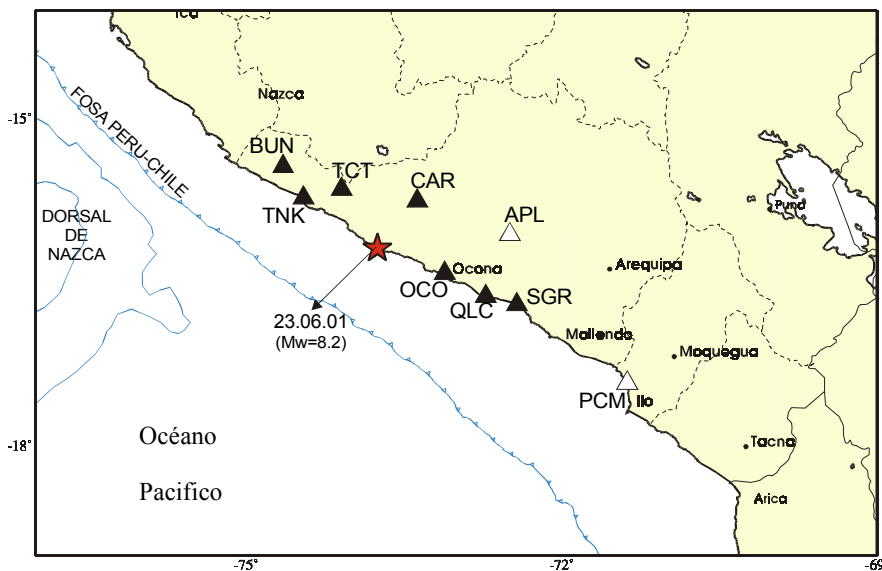 Ica
-15°
Nazca
FOSA PERU-CHILE
BUN
TCT
CAR
TNK
APL
DORSAL
DE
NAZCA
Puno
Ocona
Arequipa
OCO
QLC
SGR
23.06.01
(Mw=8.2)
Mollendo
Moquegua
PCM
Ilo
Océano
-18°
Tacna
Pacifico
Arica
-75°
-72°
-69